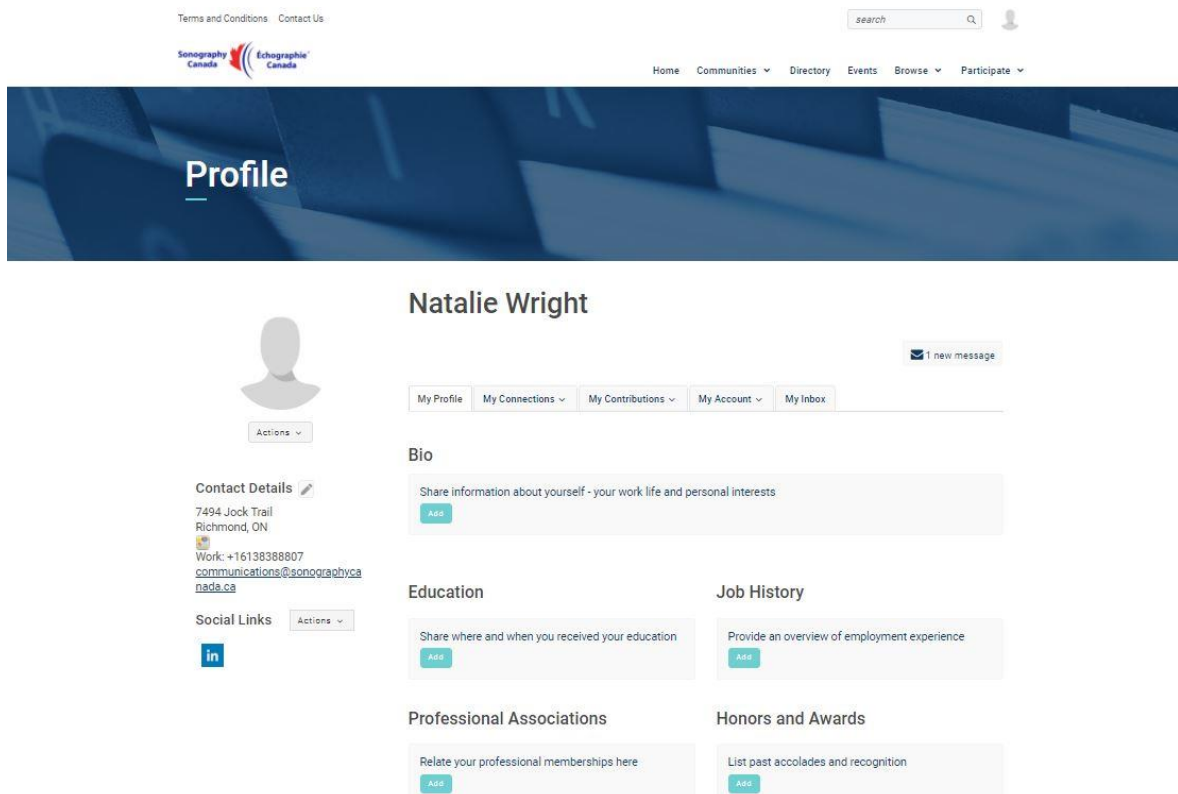 Terms and Conditions Contact Us
search
Sonography Canada
Échographie Canada
Home Communities Directory Events Browse Participate
Profile
Natalie Wright
1 new message
My Profile My Connections My Contributions My Account My Inbox
Actions
Bio
Share information about yourself - your work life and personal interests
Add
Contact Details
7494 Jock Trail
Richmond, ON
Work: +16138388807
communications@sonographyca
nada.ca
Social Links Actions
in
Education
Share where and when you received your education
Add
Job History
Provide an overview of employment experience
Add
Professional Associations
Relate your professional memberships here
Add
Honors and Awards
List past accolades and recognition
Add